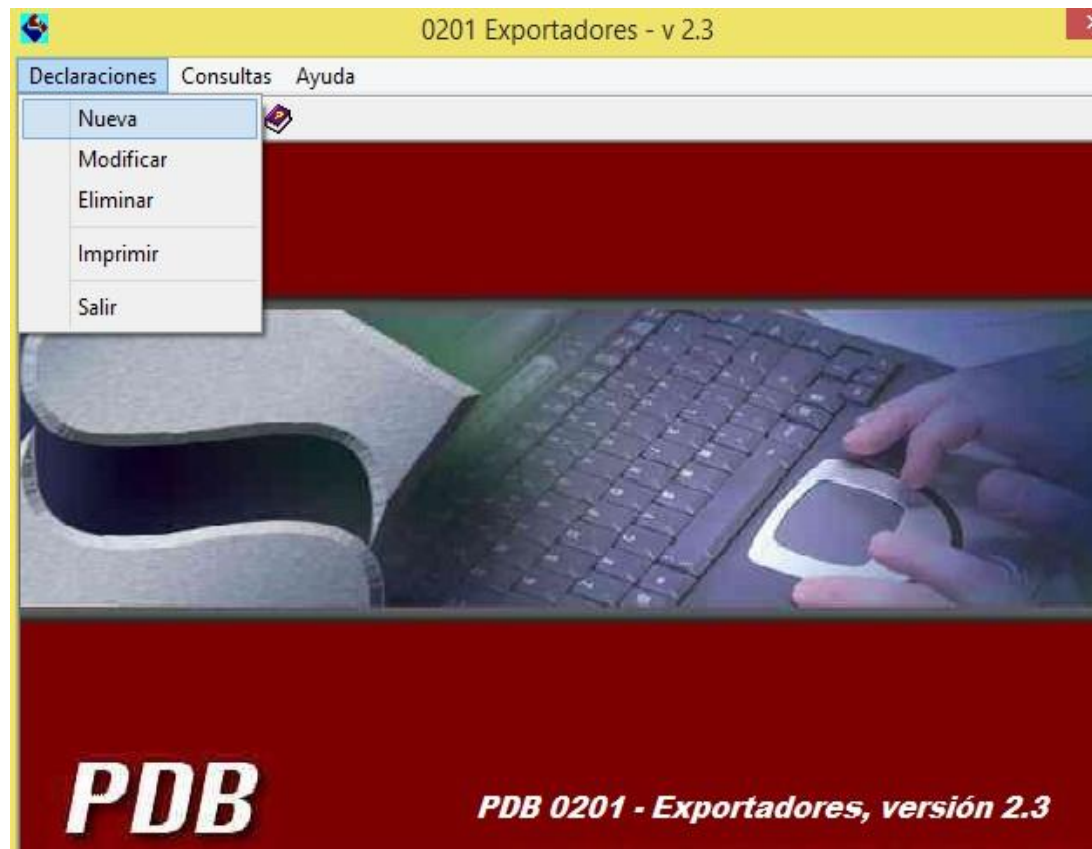 0201 Exportadores - v 2.3
Declaraciones Consultas Ayuda
Nueva
Modificar
Eliminar
Imprimir
Salir
PDB
PDB 0201 - Exportadores, versión 2.3